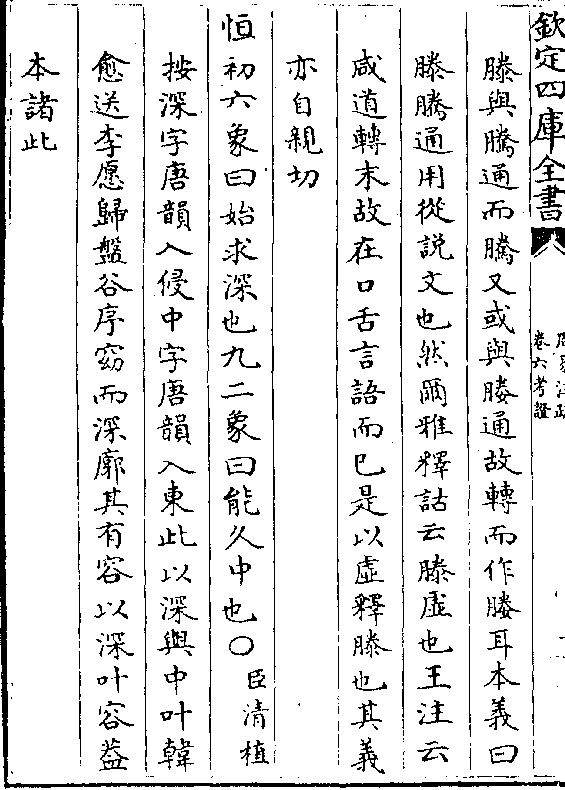 欽定四庫全書
卷六考證
滕與騰通而騰又或與媵通故轉而作媵耳本義曰
滕騰通用從説文也然爾雅釋詁云滕虚也王注云
咸道轉末故在口舌言語而已是以虚釋滕也其義
亦自親切
恒初六象曰始求深也九二象曰能久中也○臣清植
按深字唐韻入侵中字唐韻入東此以深與中叶韓
愈送李愿歸盤谷序窈而深廓其有容以深叶容葢
本諸此